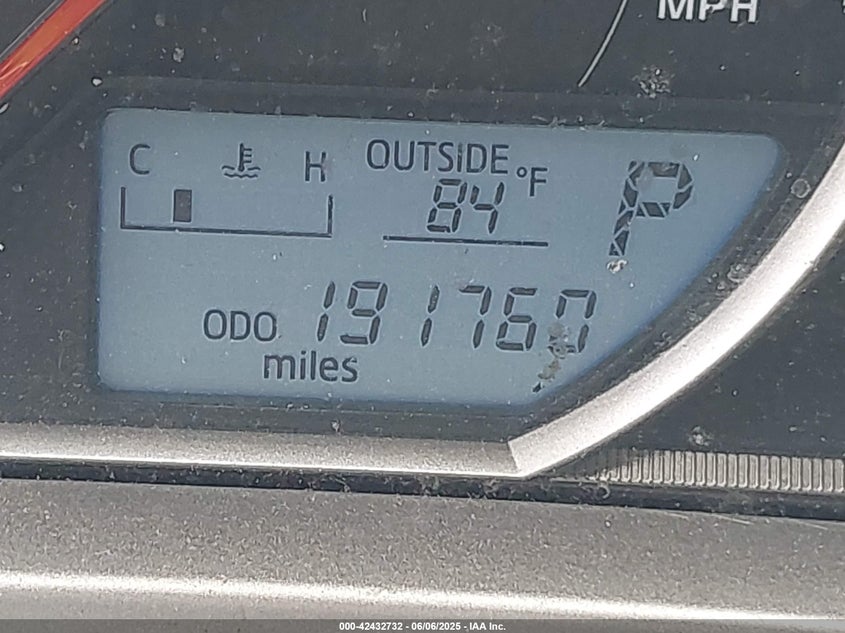 MPH
C H OUTSIDE
84 °F
P
ODO 191760
miles
000-42432732 - 06/06/2025 - IAA Inc.